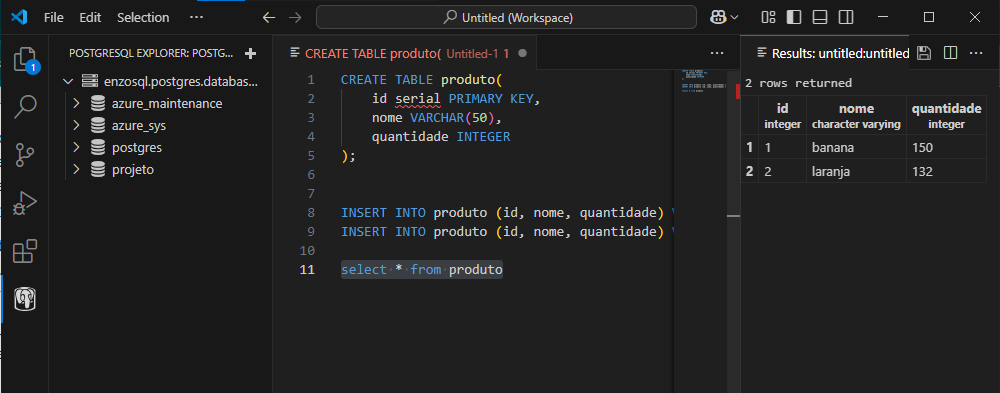 File Edit Selection ... Untitled (Workspace)
POSTGRESQL EXPLORER: POSTG...
1
enzosql.postgres.databas...
azure_maintenance
azure_sys
postgres
projeto
CREATE TABLE produto( Untitled-1 1
1 CREATE TABLE produto(
2 id serial PRIMARY KEY,
3 nome VARCHAR(50),
4 quantidade INTEGER
5 );
6
7
8 INSERT INTO produto (id, nome, quantidade) V
9 INSERT INTO produto (id, nome, quantidade) V
10
11 select * from produto
Results: untitled:untitled
2 rows returned
id nome quantidade
integer character varying integer
1 1 banana 150
2 2 laranja 132